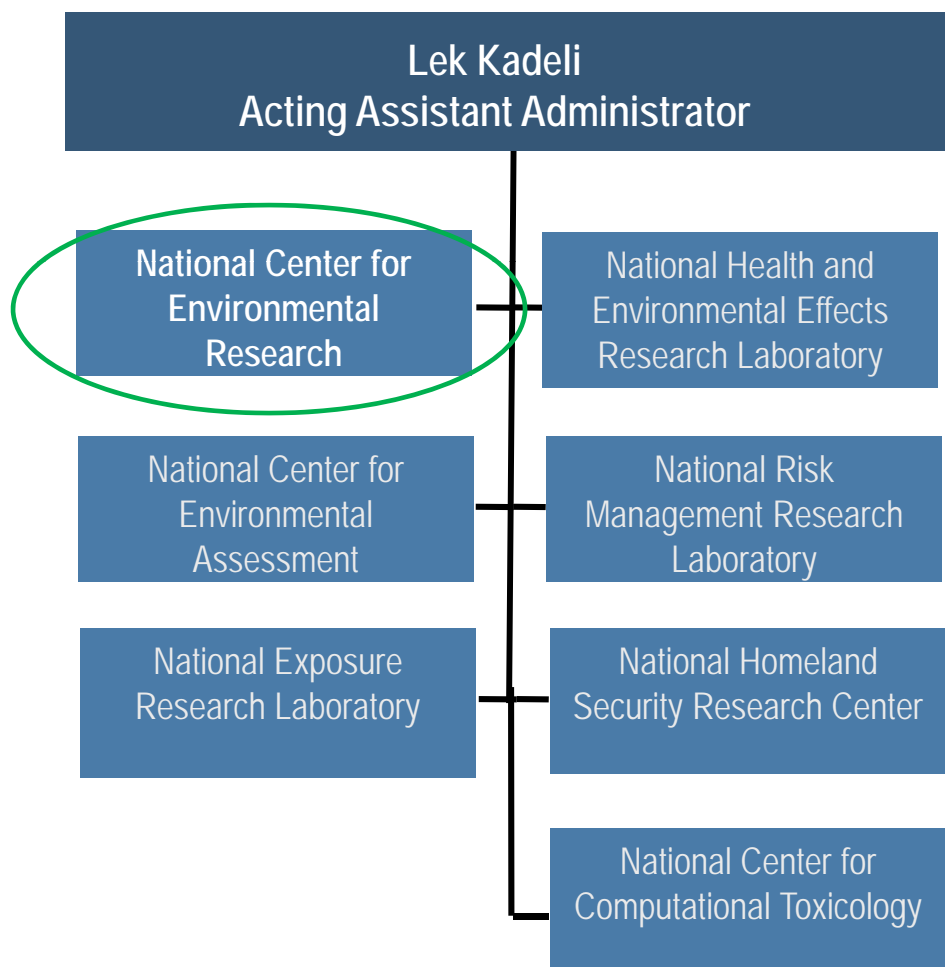 Lek Kadeli
Acting Assistant Administrator
National Center for
Environmental
Research
National Health and
Environmental Effects
Research Laboratory
National Center for
Environmental
Assessment
National Risk
Management Research
Laboratory
National Exposure
Research Laboratory
National Homeland
Security Research Center
National Center for
Computational Toxicology